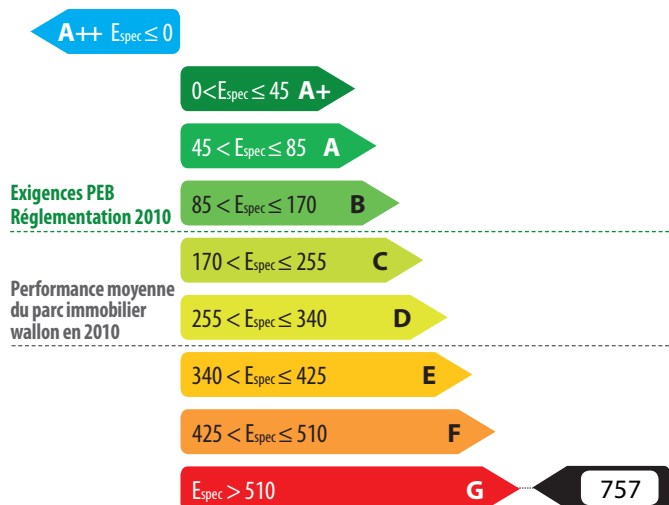 A++ Espec ≤ 0
0<Espec ≤ 45 A+
45 < Espec ≤ 85 A
Exigences PEB
Réglementation 2010
85 < Espec ≤ 170 B
170 < Espec ≤ 255 C
Performance moyenne
du parc immobilier
wallon en 2010
255 < Espec ≤ 340 D
340 < Espec ≤ 425 E
425 < Espec ≤ 510 F
Espec > 510 G 757